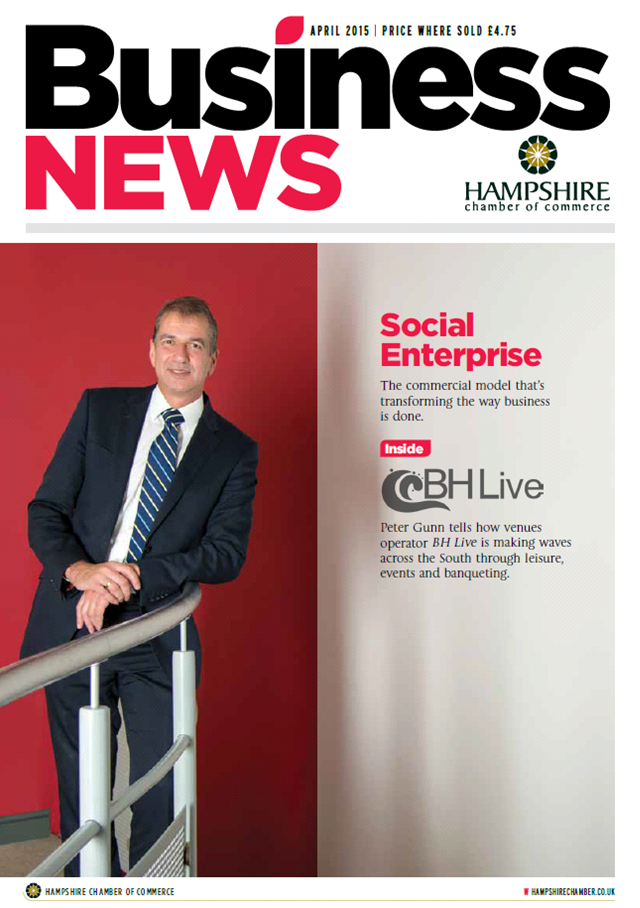 APRIL 2015 | PRICE WHERE SOLD £4.75
Business
NEWS
HAMPSHIRE
chamber of commerce
Social
Enterprise
The commercial model that's
transforming the way business
is done.
Inside
BH Live
Peter Gunn tells how venues
operator BH Live is making waves
across the South through leisure,
events and banqueting.
HAMPSHIRE CHAMBER OF COMMERCE
W HAMPSHIRECHAMBER.CO.UK